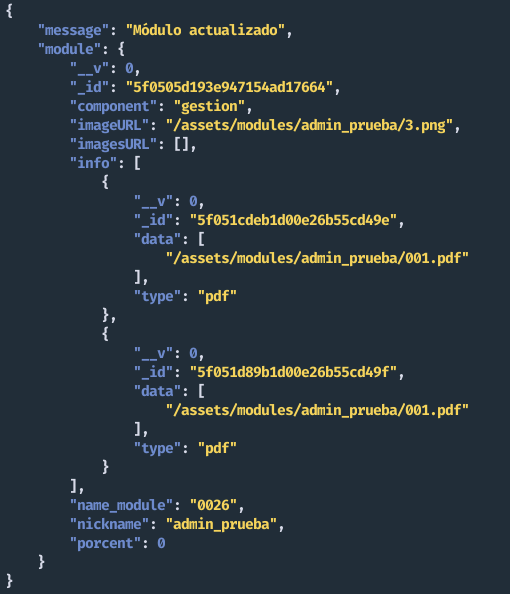 {
    "message": "Módulo actualizado",
    "module": {
        "__v": 0,
        "_id": "5f0505d193e947154ad17664",
        "component": "gestion",
        "imageURL": "/assets/modules/admin_prueba/3.png",
        "imagesURL": [],
        "info": [
            {
                "__v": 0,
                "_id": "5f051cdeb1d00e26b55cd49e",
                "data": [
                    "/assets/modules/admin_prueba/001.pdf"
                ],
                "type": "pdf"
            },
            {
                "__v": 0,
                "_id": "5f051d89b1d00e26b55cd49f",
                "data": [
                    "/assets/modules/admin_prueba/001.pdf"
                ],
                "type": "pdf"
            }
        ],
        "name_module": "0026",
        "nickname": "admin_prueba",
        "porcent": 0
    }
}